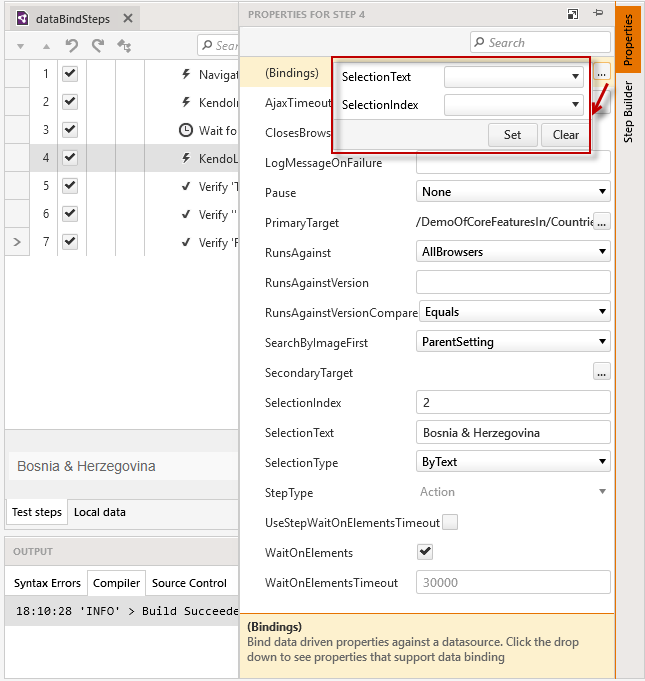 dataBindSteps
Sear
1 Navigat
2 KendoIn
3 Wait fo
4 KendoL
5 Verify 'T
6 Verify ''
7 Verify 'F
Bosnia & Herzegovina
Test steps Local data
OUTPUT
Syntax Errors Compiler Source Control
18:10:28 'INFO' > Build Succeede
PROPERTIES FOR STEP 4
Search
(Bindings) ...
SelectionText
SelectionIndex
Set Clear
AjaxTimeout
ClosesBrows
LogMessageOnFailure
Pause None
PrimaryTarget /DemoOfCoreFeaturesIn/Countrie ...
RunsAgainst AllBrowsers
RunsAgainstVersion
RunsAgainstVersionCompare Equals
SearchByImageFirst ParentSetting
SecondaryTarget ...
SelectionIndex 2
SelectionText Bosnia & Herzegovina
SelectionType ByText
StepType Action
UseStepWaitOnElementsTimeout
WaitOnElements
WaitOnElementsTimeout 30000
(Bindings)
Bind data driven properties against a datasource. Click the drop
down to see properties that support data binding
Properties
Step Builder